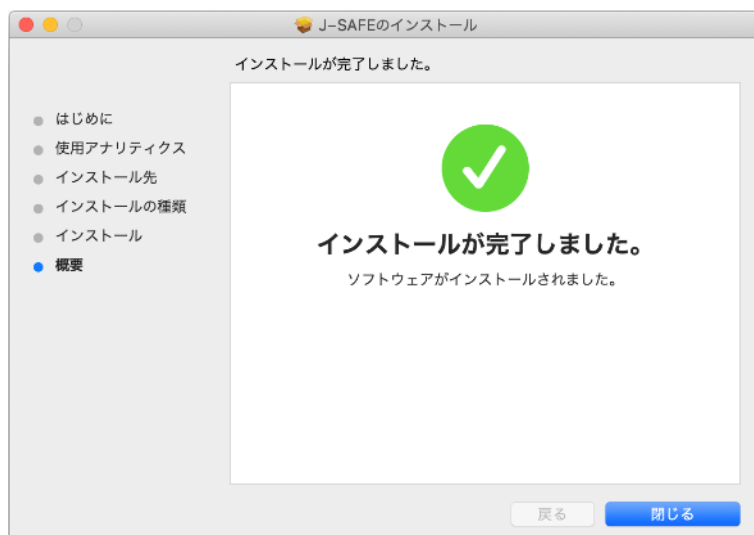 J-SAFEのインストール
インストールが完了しました。
はじめに
使用アナリティクス
インストール先
インストールの種類
インストール
概要
インストールが完了しました。
ソフトウェアがインストールされました。
戻る
閉じる